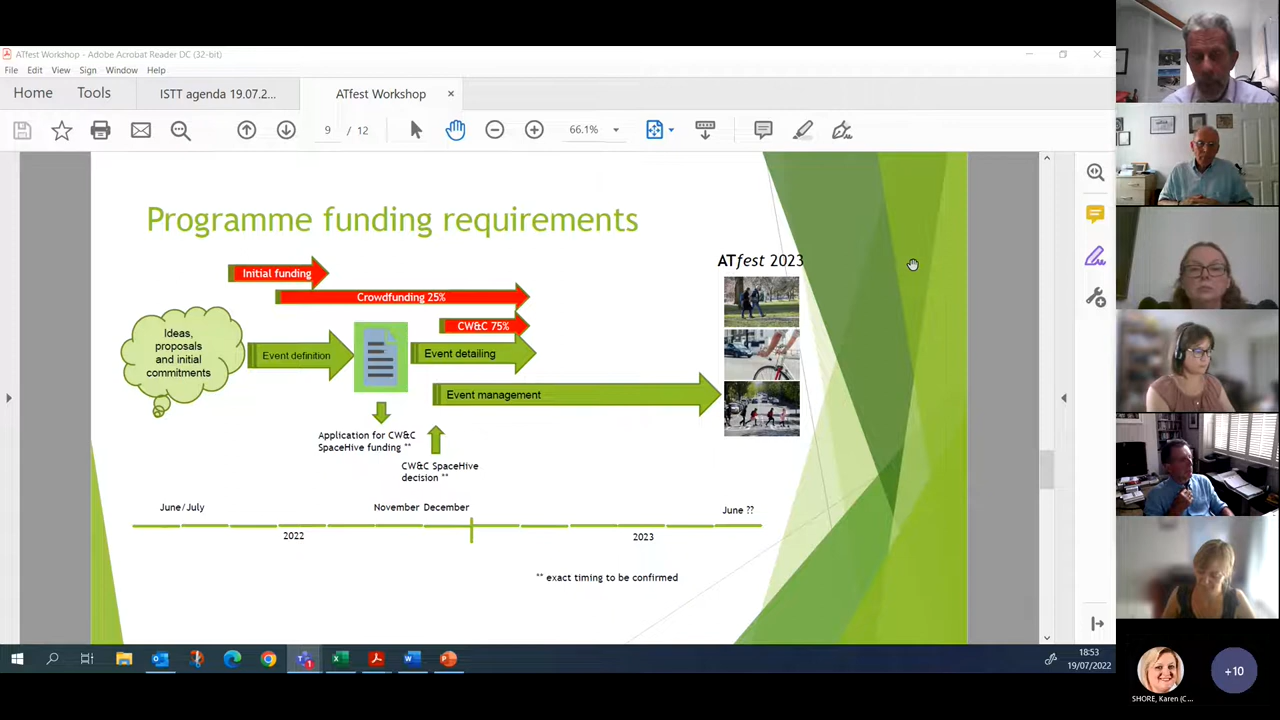 ATfest Workshop - Adobe Acrobat Reader DC (32-bit)
File Edit View Sign Window Help
Home Tools ISTT agenda 19.07.2... ATfest Workshop ×
9 / 12 66.1%
Programme funding requirements
Initial funding
Crowdfunding 25%
CW&C 75%
Ideas,
proposals
and initial
commitments
Event definition
Event detailing
Event management
Application for CW&C
SpaceHive funding **
CW&C SpaceHive
decision **
ATfest 2023
June/July November December June ??
2022 2023
** exact timing to be confirmed
18:53
19/07/2022
+10
SHORE, Karen (C...